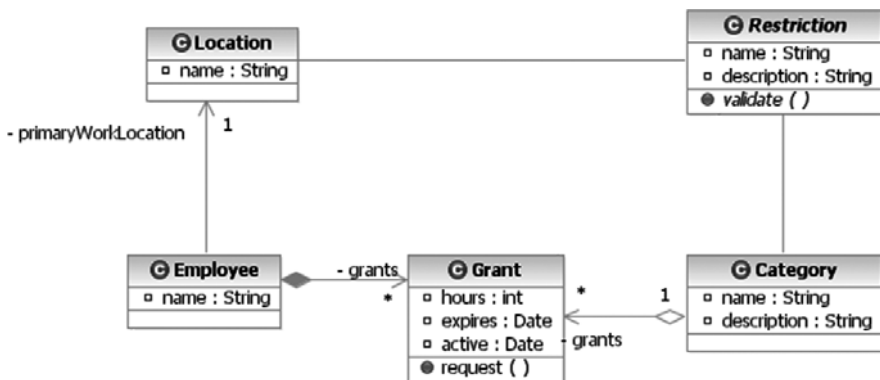 Location
name : String
Restriction
name : String
description : String
validate ( )
- primaryWorkLocation
1
Employee
name : String
- grants
*
Grant
hours : int
expires : Date
active : Date
request ( )
*
- grants
1
Category
name : String
description : String